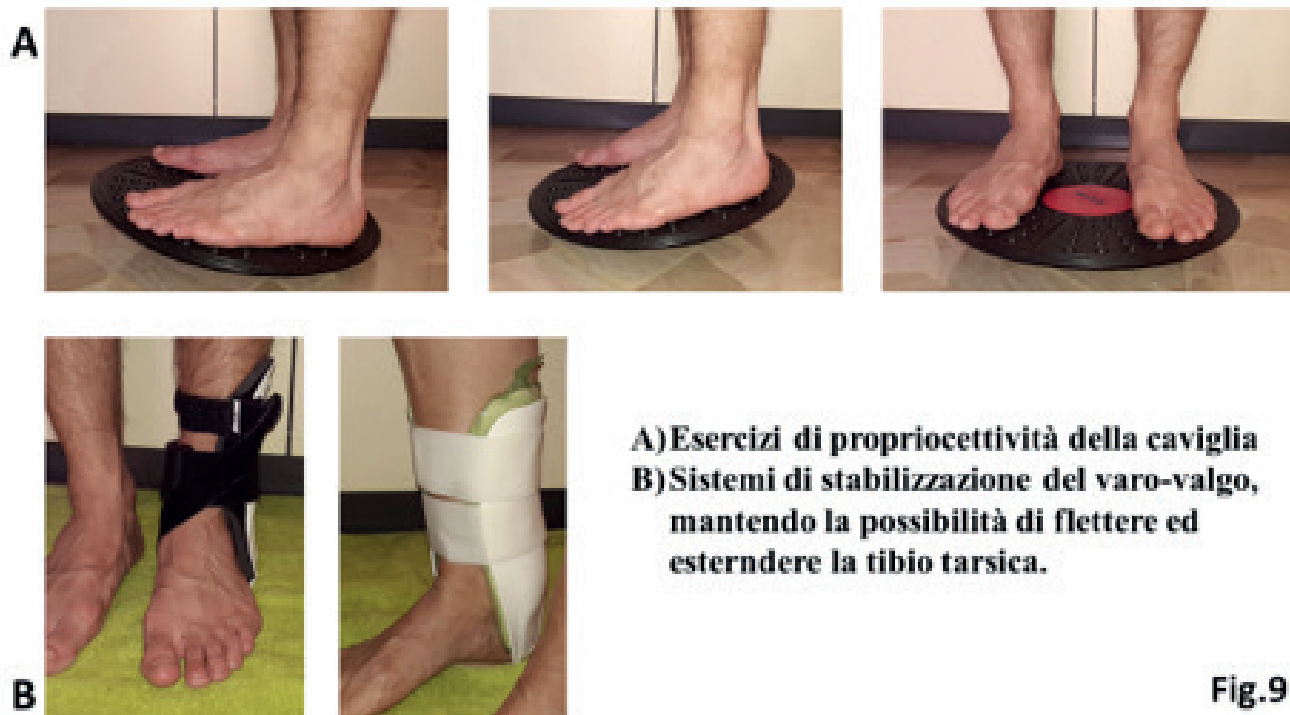 A
A) Esercizi di propriocettività della caviglia
B) Sistemi di stabilizzazione del varo-valgo,
mantendo la possibilità di flettere ed
esterndere la tibio tarsica.
B
Fig.9